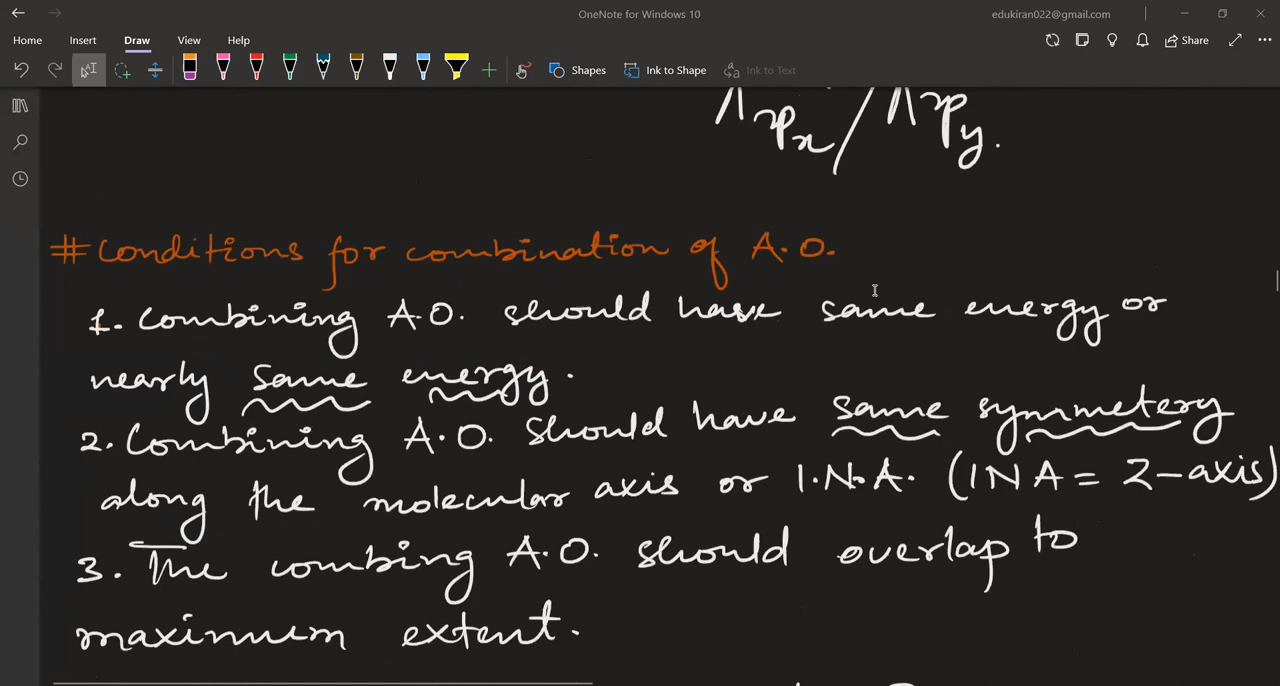 OneNote for Windows 10
edukiran022@gmail.com
Home Insert Draw View Help
Share
Shapes Ink to Shape Ink to Text
πpx / πpy.
# Conditions for combination of A.O.
1. Combining A.O. should have same energy or
nearly same energy.
2. Combining A.O. should have same symmetery
along the molecular axis or I.N.A. (INA = Z-axis)
3. The combing A.O. should overlap to
maximum extent.